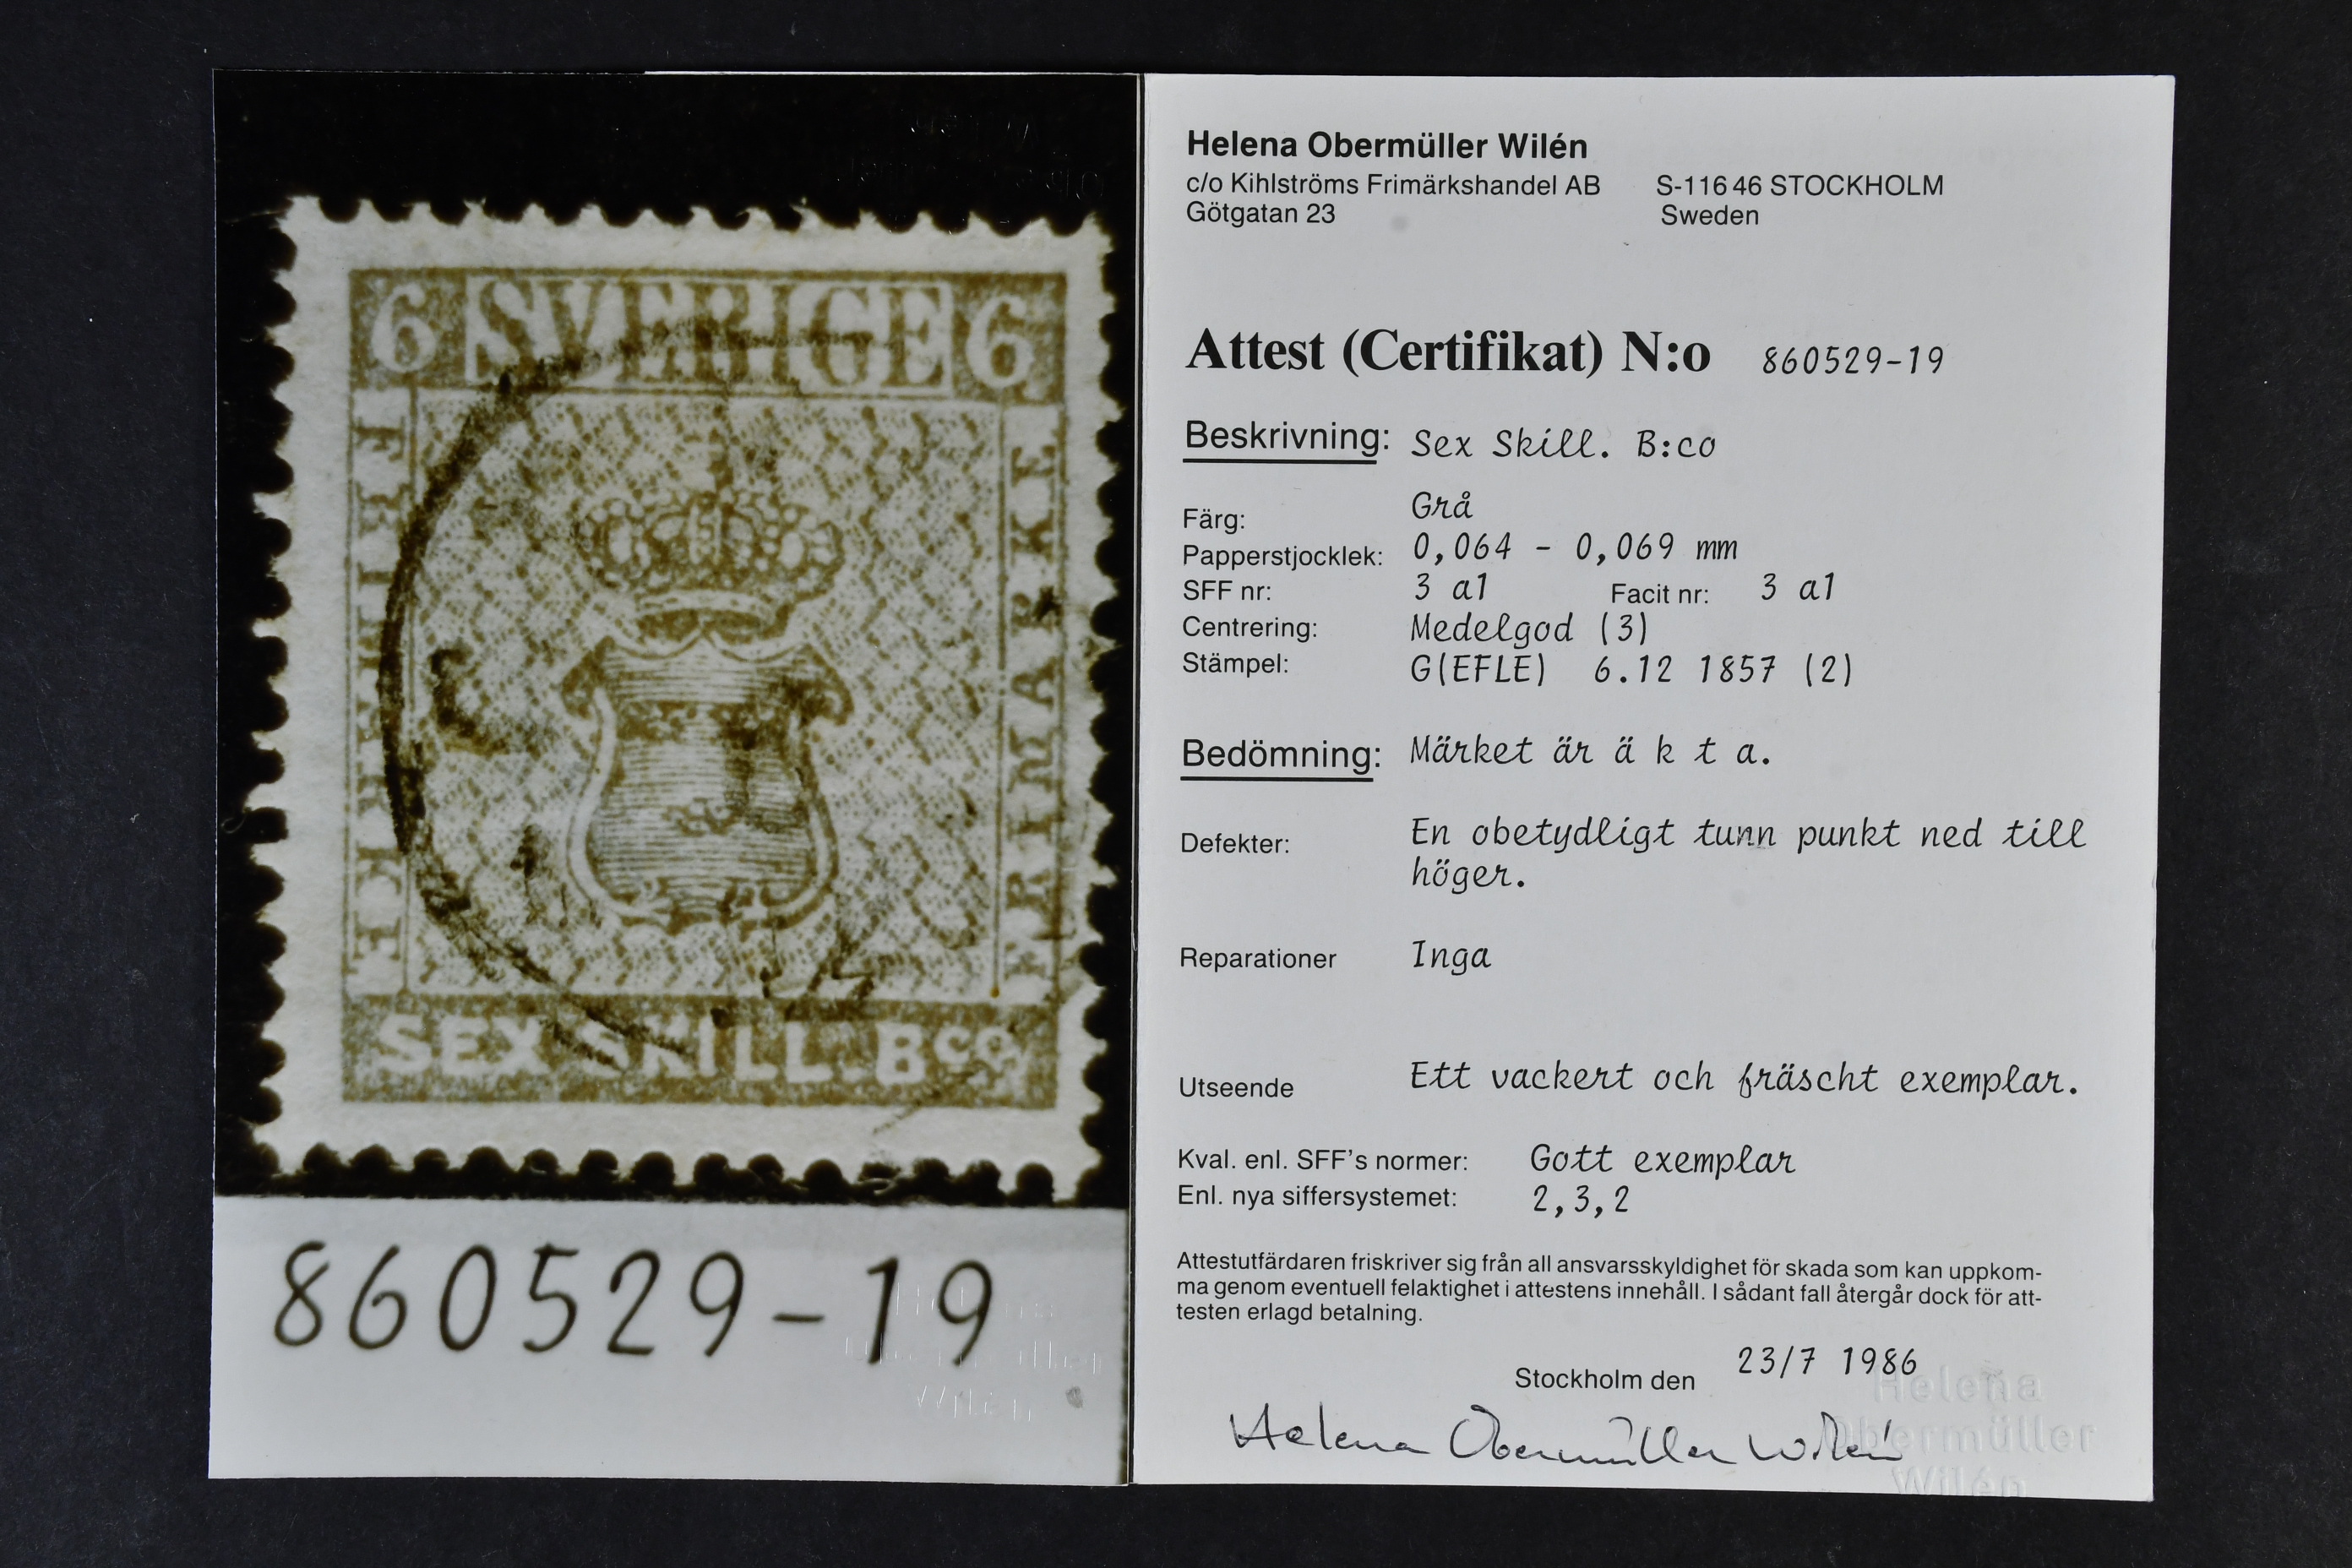 6 SVERIGE 6
FRIMÄRKE
FRIMÄRKE
SEX SKILL. Bco.
860529-19
Helena Obermüller Wilén
c/o Kihlströms Frimärkshandel AB S-116 46 STOCKHOLM
Götgatan 23 Sweden
Attest (Certifikat) N:o 860529-19
Beskrivning: Sex Skill. B:co
Färg: Grå
Papperstjocklek: 0,064 - 0,069 mm
SFF nr: 3 a1 Facit nr: 3 a1
Centrering: Medelgod (3)
Stämpel: G(EFLE) 6.12 1857 (2)
Bedömning: Märket är ä k t a.
Defekter: En obetydligt tunn punkt ned till
höger.
Reparationer Inga
Utseende Ett vackert och fräscht exemplar.
Kval. enl. SFF's normer: Gott exemplar
Enl. nya siffersystemet: 2,3,2
Attestutfärdaren friskriver sig från all ansvarsskyldighet för skada som kan uppkom-
ma genom eventuell felaktighet i attestens innehåll. I sådant fall återgår dock för att-
testen erlagd betalning.
Stockholm den 23/7 1986
Helena Obermüller Wilén
Helena
Obermüller
Wilén